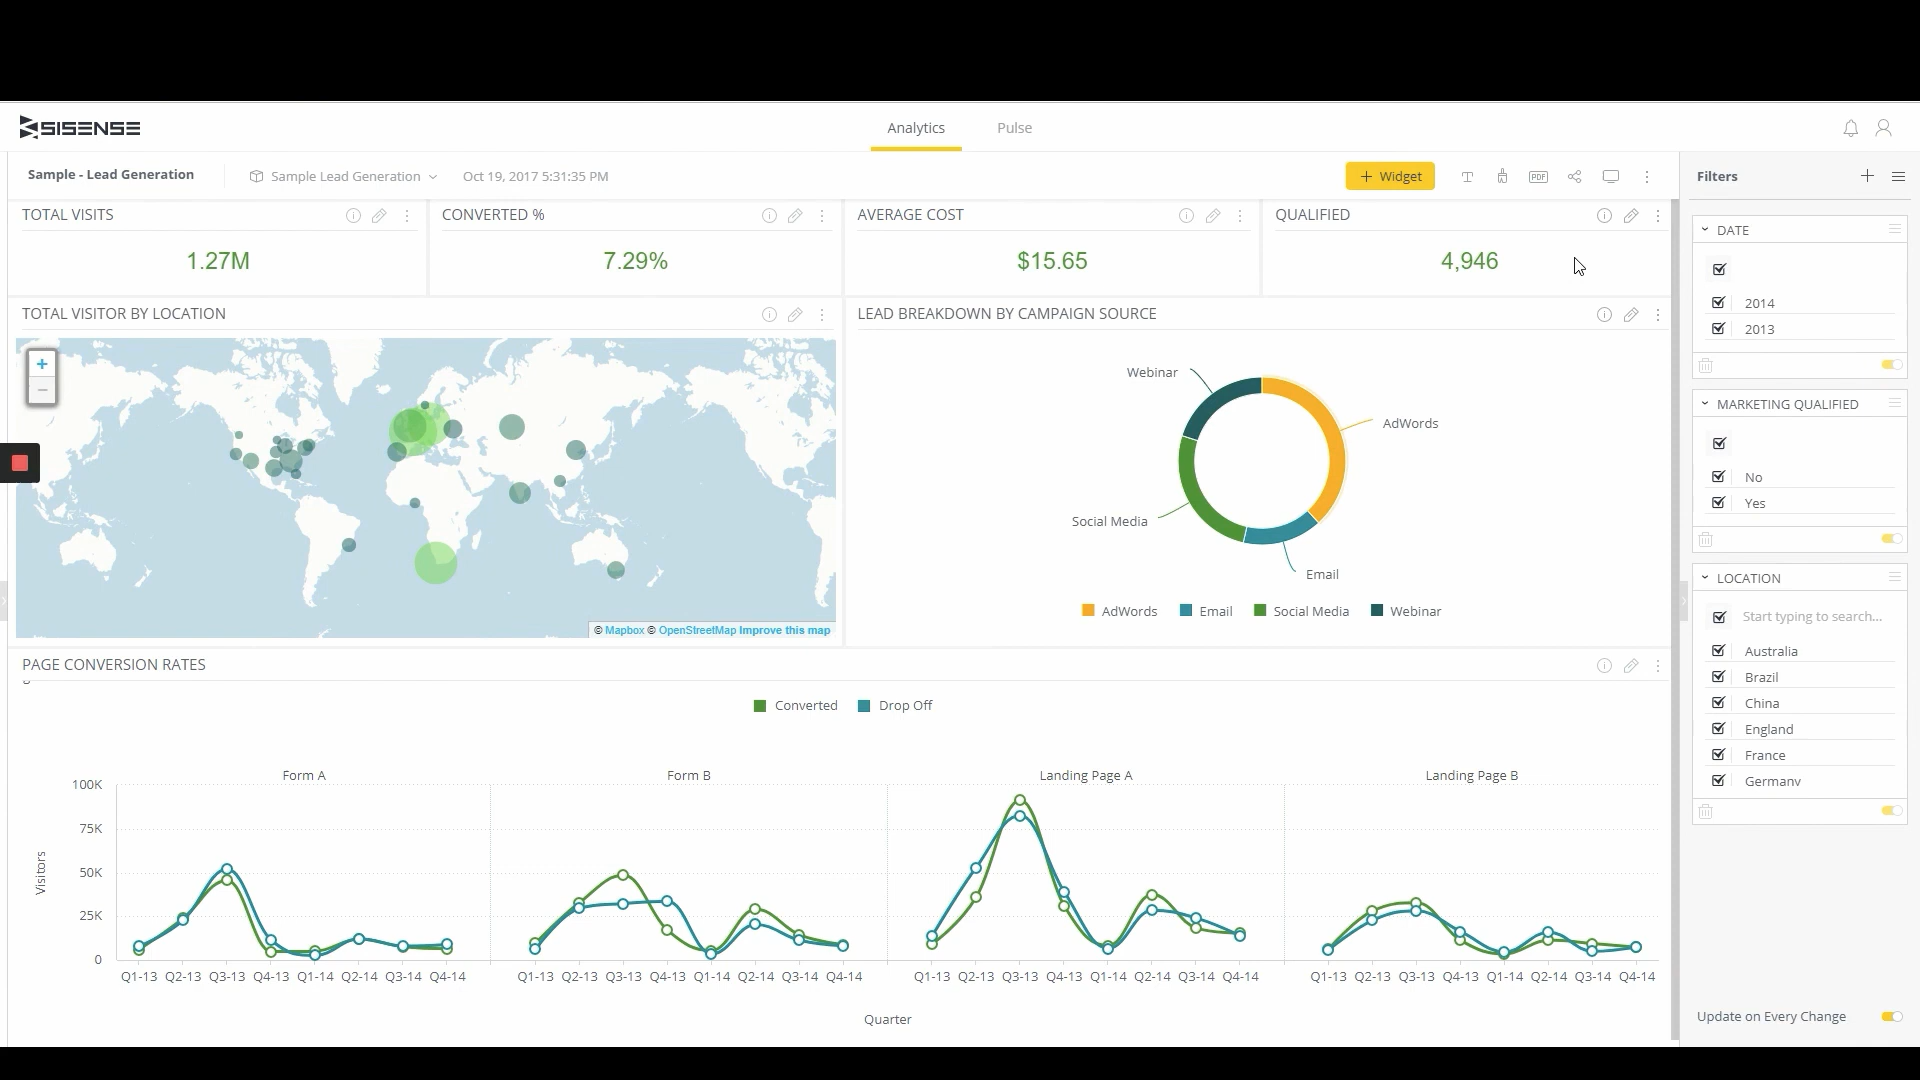 SISENSE
Analytics
Pulse
Sample - Lead Generation
Sample Lead Generation
Oct 19, 2017 5:31:35 PM
+ Widget
PDF
Filters
TOTAL VISITS
1.27M
CONVERTED %
7.29%
AVERAGE COST
$15.65
QUALIFIED
4,946
TOTAL VISITOR BY LOCATION
+
−
© Mapbox © OpenStreetMap Improve this map
LEAD BREAKDOWN BY CAMPAIGN SOURCE
Webinar
AdWords
Social Media
Email
AdWords Email Social Media Webinar
PAGE CONVERSION RATES
Converted Drop Off
Form A Form B Landing Page A Landing Page B
100K
75K
50K
25K
0
Visitors
Q1-13 Q2-13 Q3-13 Q4-13 Q1-14 Q2-14 Q3-14 Q4-14 Q1-13 Q2-13 Q3-13 Q4-13 Q1-14 Q2-14 Q3-14 Q4-14 Q1-13 Q2-13 Q3-13 Q4-13 Q1-14 Q2-14 Q3-14 Q4-14 Q1-13 Q2-13 Q3-13 Q4-13 Q1-14 Q2-14 Q3-14 Q4-14
Quarter
DATE
2014
2013
MARKETING QUALIFIED
No
Yes
LOCATION
Start typing to search...
Australia
Brazil
China
England
France
Germany
Update on Every Change